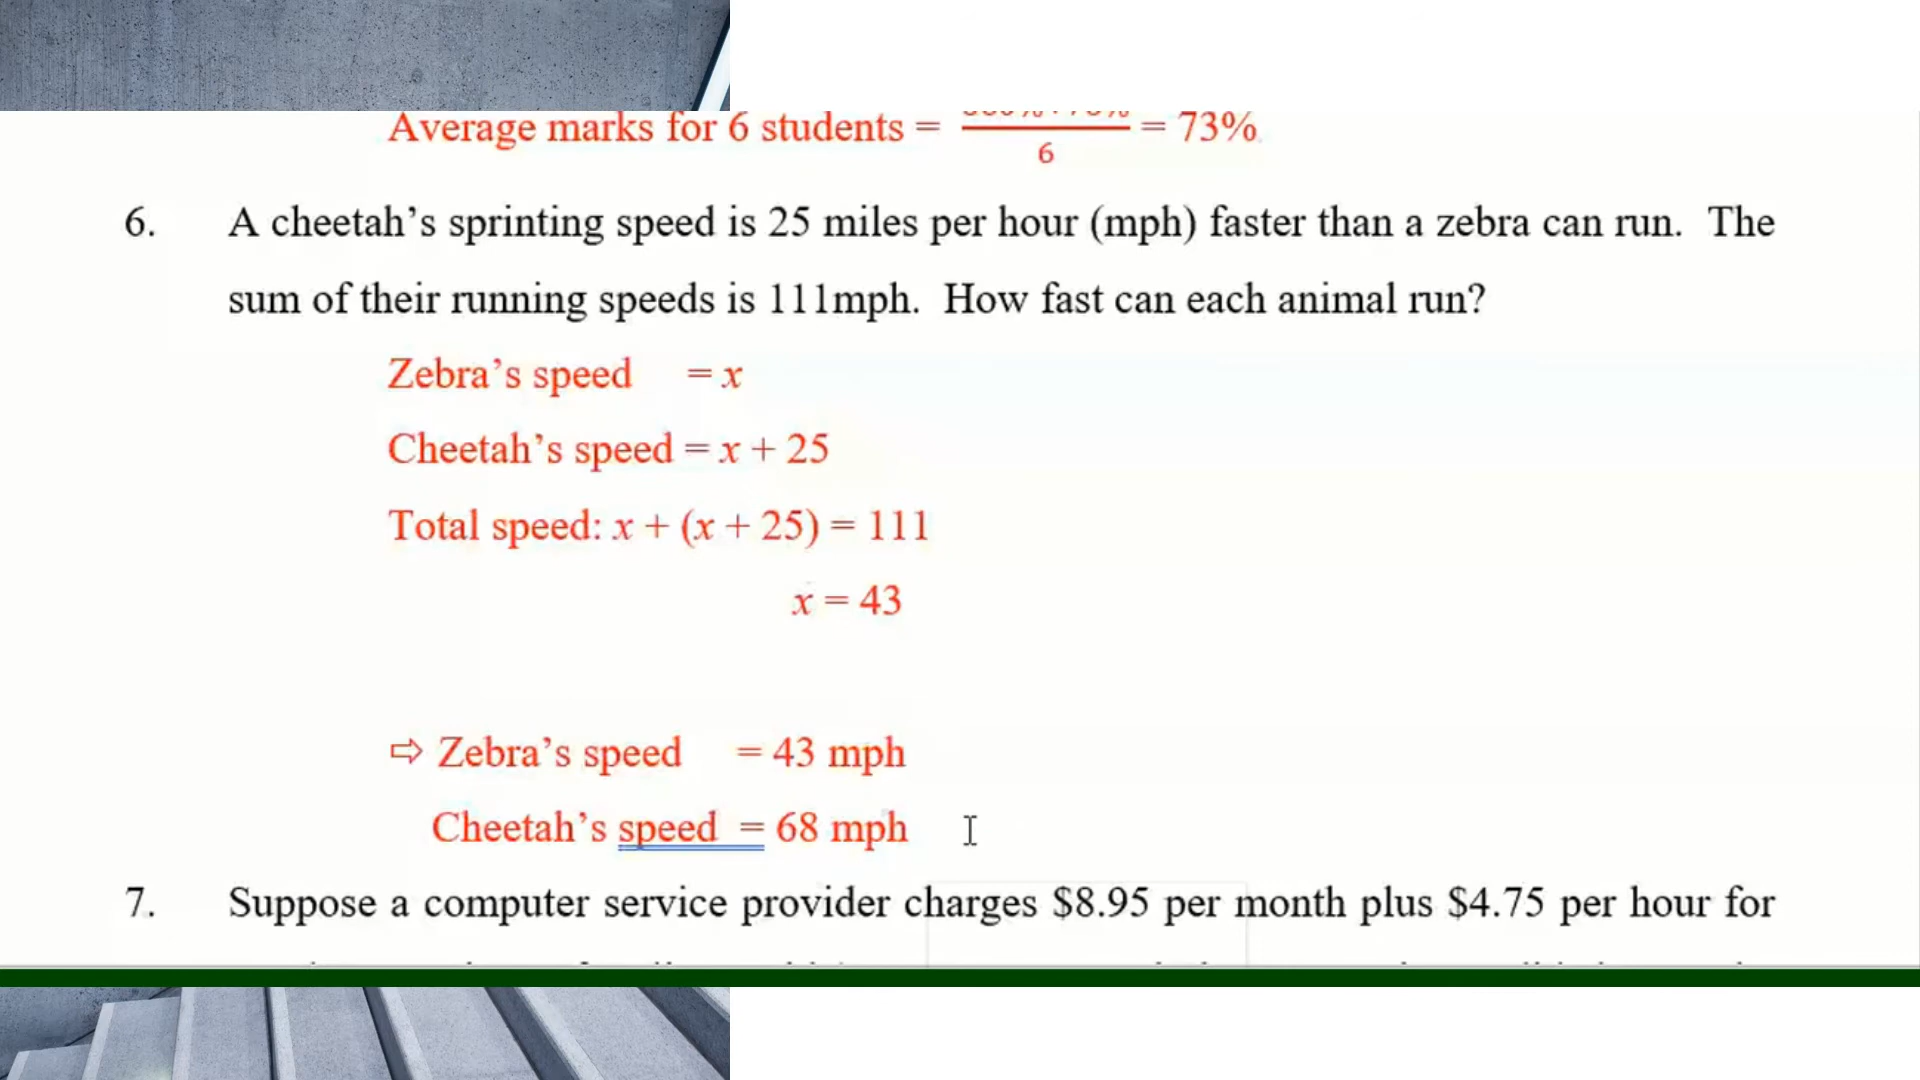 Average marks for 6 students = = 73%
6
6. A cheetah’s sprinting speed is 25 miles per hour (mph) faster than a zebra can run. The
sum of their running speeds is 111mph. How fast can each animal run?
Zebra’s speed = x
Cheetah’s speed = x + 25
Total speed: x + (x + 25) = 111
x = 43
⇨ Zebra’s speed = 43 mph
Cheetah’s speed = 68 mph
7. Suppose a computer service provider charges $8.95 per month plus $4.75 per hour for